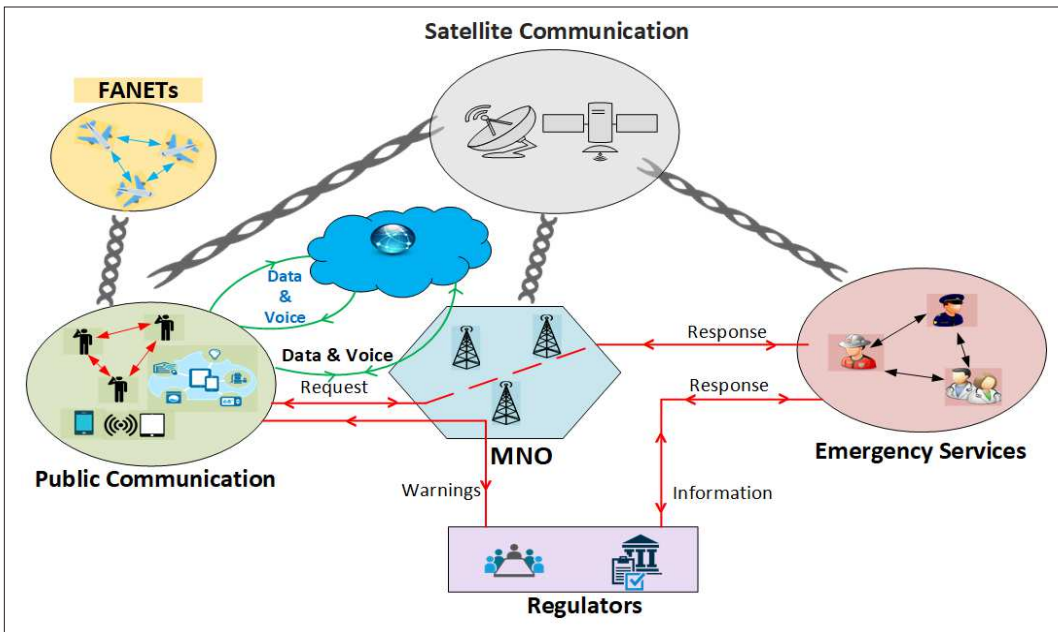 Satellite Communication
FANETs
Data
&
Voice
Data & Voice
Request
Response
Response
Public Communication
MNO
Emergency Services
Warnings
Information
Regulators